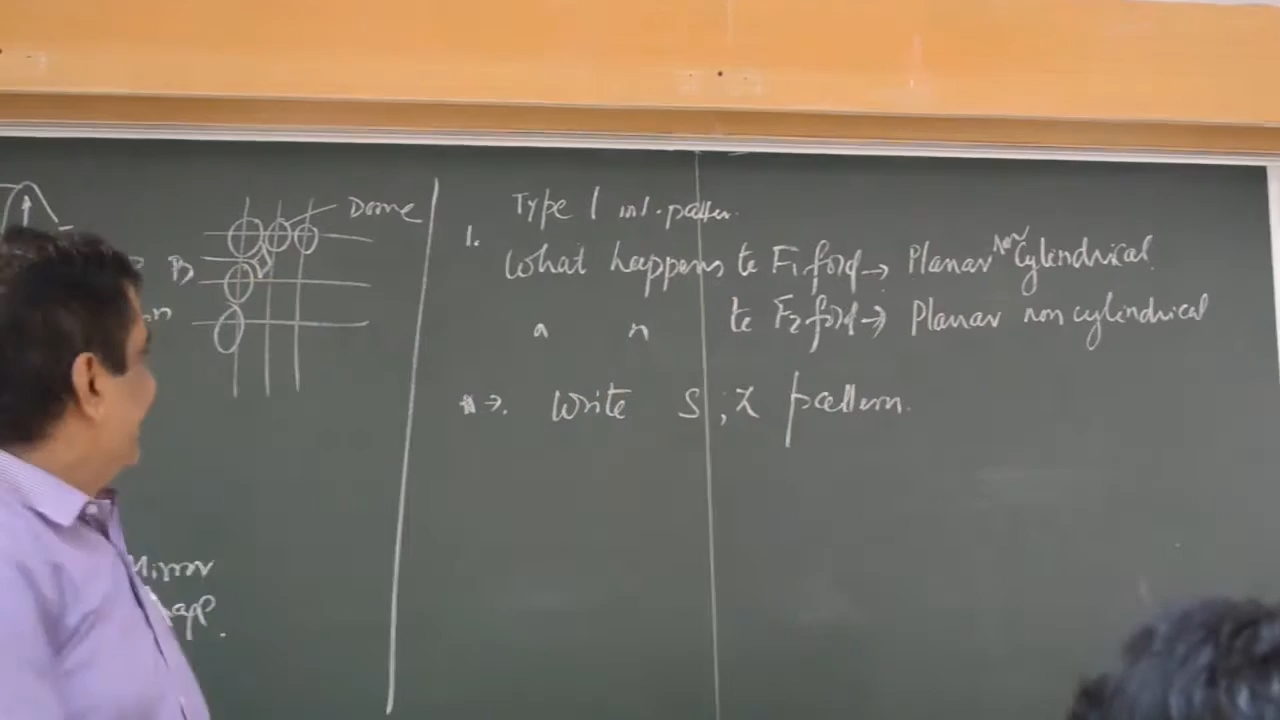 Dome
B
n
Mirror
app.
Type 1 int. pattern.
1. What happens to F1 fold → Planar non Cylindrical.
" " to F2 fold → Planar non cylindrical
→. Write S, Z pattern.